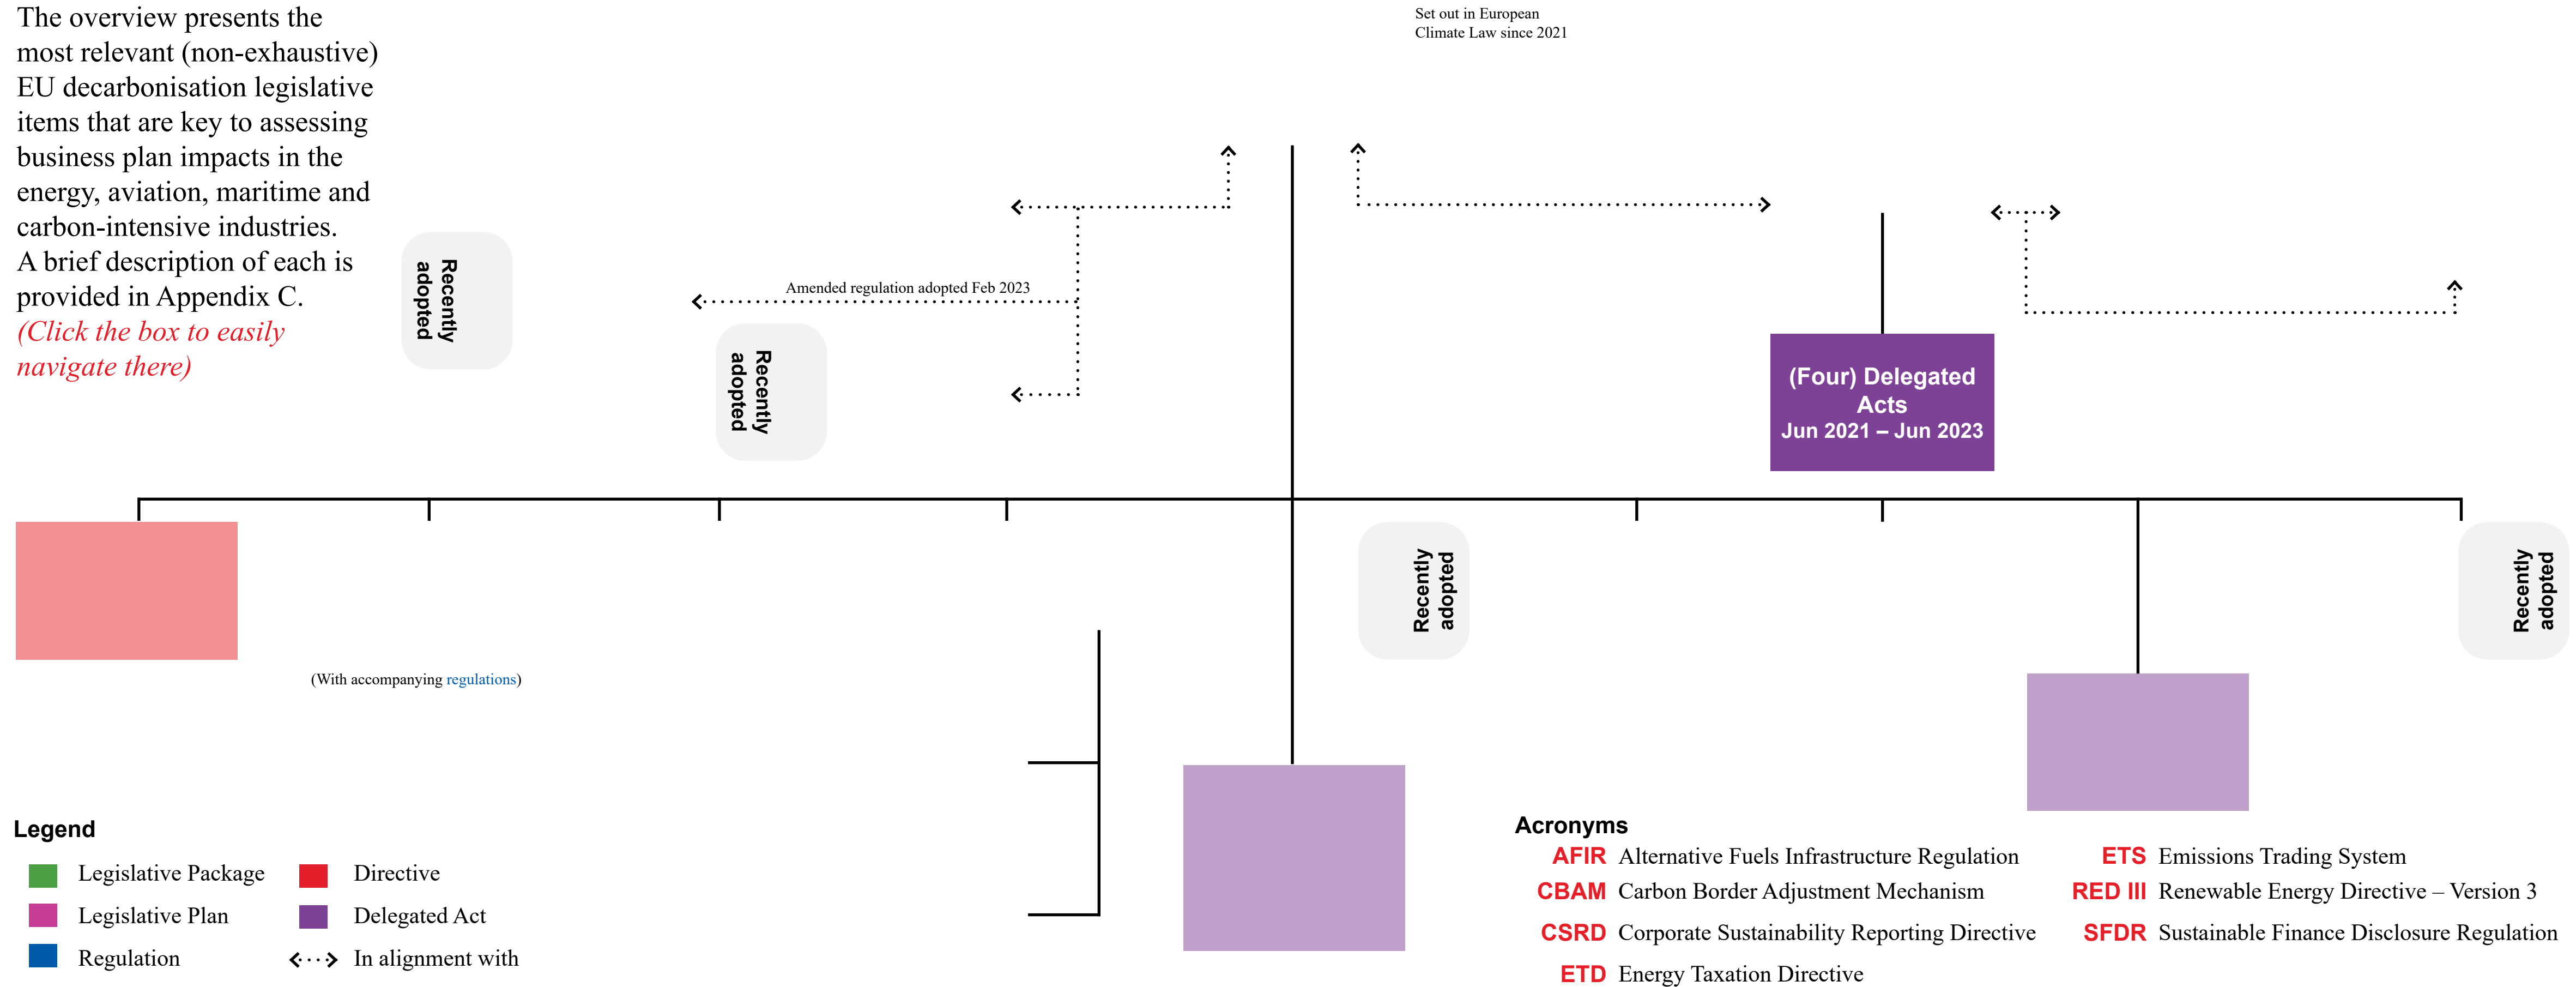 The overview presents the
most relevant (non-exhaustive)
EU decarbonisation legislative
items that are key to assessing
business plan impacts in the
energy, aviation, maritime and
carbon-intensive industries.
A brief description of each is
provided in Appendix C.
(Click the box to easily
navigate there)
Set out in European
Climate Law since 2021
Recently
adopted
Amended regulation adopted Feb 2023
Recently
adopted
(Four) Delegated
Acts
Jun 2021 – Jun 2023
Recently
adopted
Recently
adopted
(With accompanying regulations)
Legend
Legislative Package
Legislative Plan
Regulation
Directive
Delegated Act
In alignment with
Acronyms
AFIR Alternative Fuels Infrastructure Regulation
CBAM Carbon Border Adjustment Mechanism
CSRD Corporate Sustainability Reporting Directive
ETD Energy Taxation Directive
ETS Emissions Trading System
RED III Renewable Energy Directive – Version 3
SFDR Sustainable Finance Disclosure Regulation